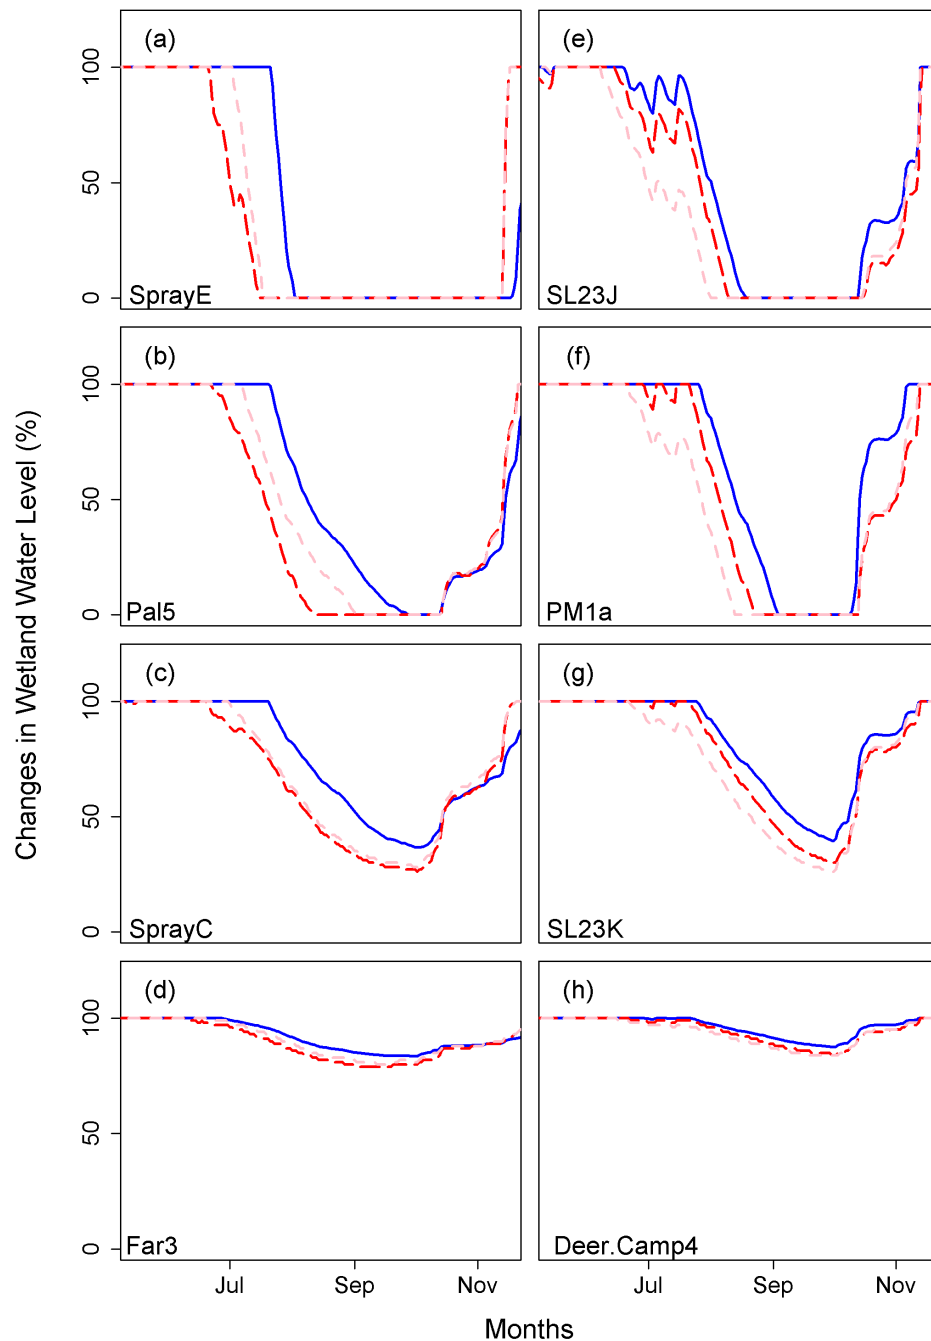 (a)
100
50
0
SprayE
(e)
SL23J
(b)
100
50
0
Pal5
(f)
PM1a
(c)
100
50
0
SprayC
(g)
SL23K
(d)
100
50
0
Far3
(h)
Deer.Camp4
Jul Sep Nov
Jul Sep Nov
Months
Changes in Wetland Water Level (%)